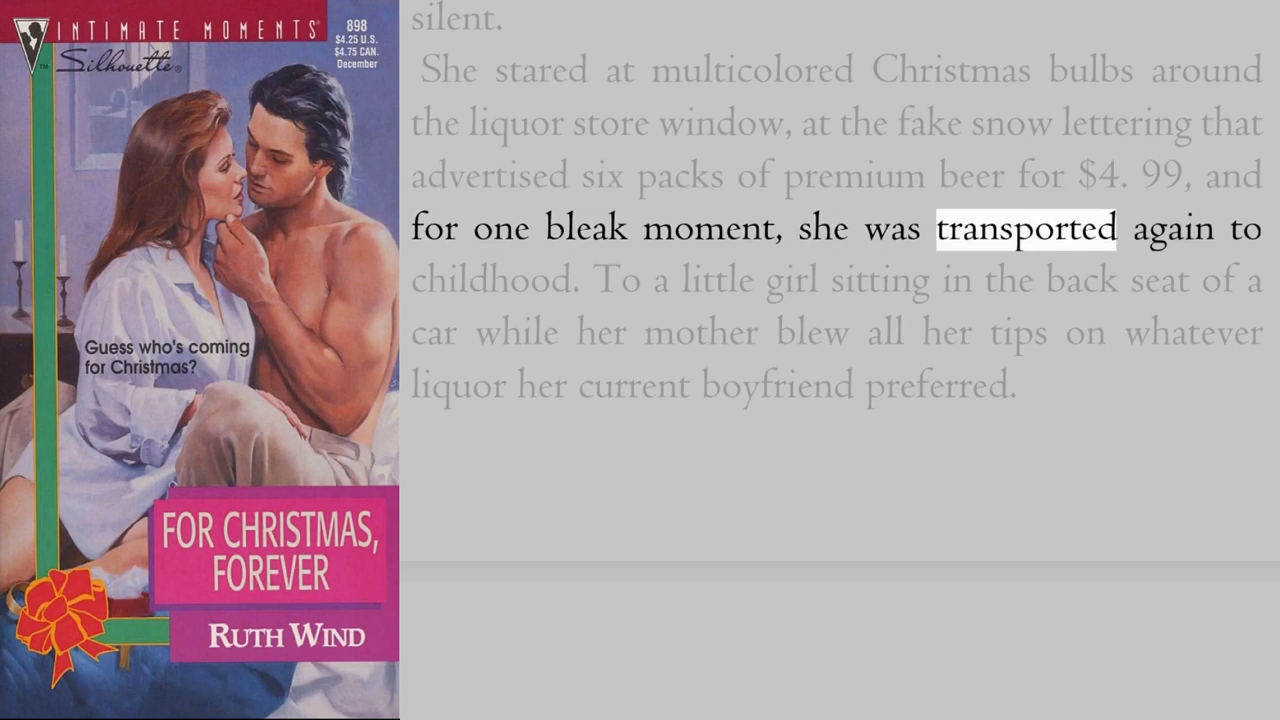 INTIMATE MOMENTS®
898
$4.25 U.S.
$4.75 CAN.
December
™ Silhouette®
Guess who's coming
for Christmas?
FOR CHRISTMAS,
FOREVER
RUTH WIND
silent.
She stared at multicolored Christmas bulbs around
the liquor store window, at the fake snow lettering that
advertised six packs of premium beer for $4. 99, and
for one bleak moment, she was transported again to
childhood. To a little girl sitting in the back seat of a
car while her mother blew all her tips on whatever
liquor her current boyfriend preferred.